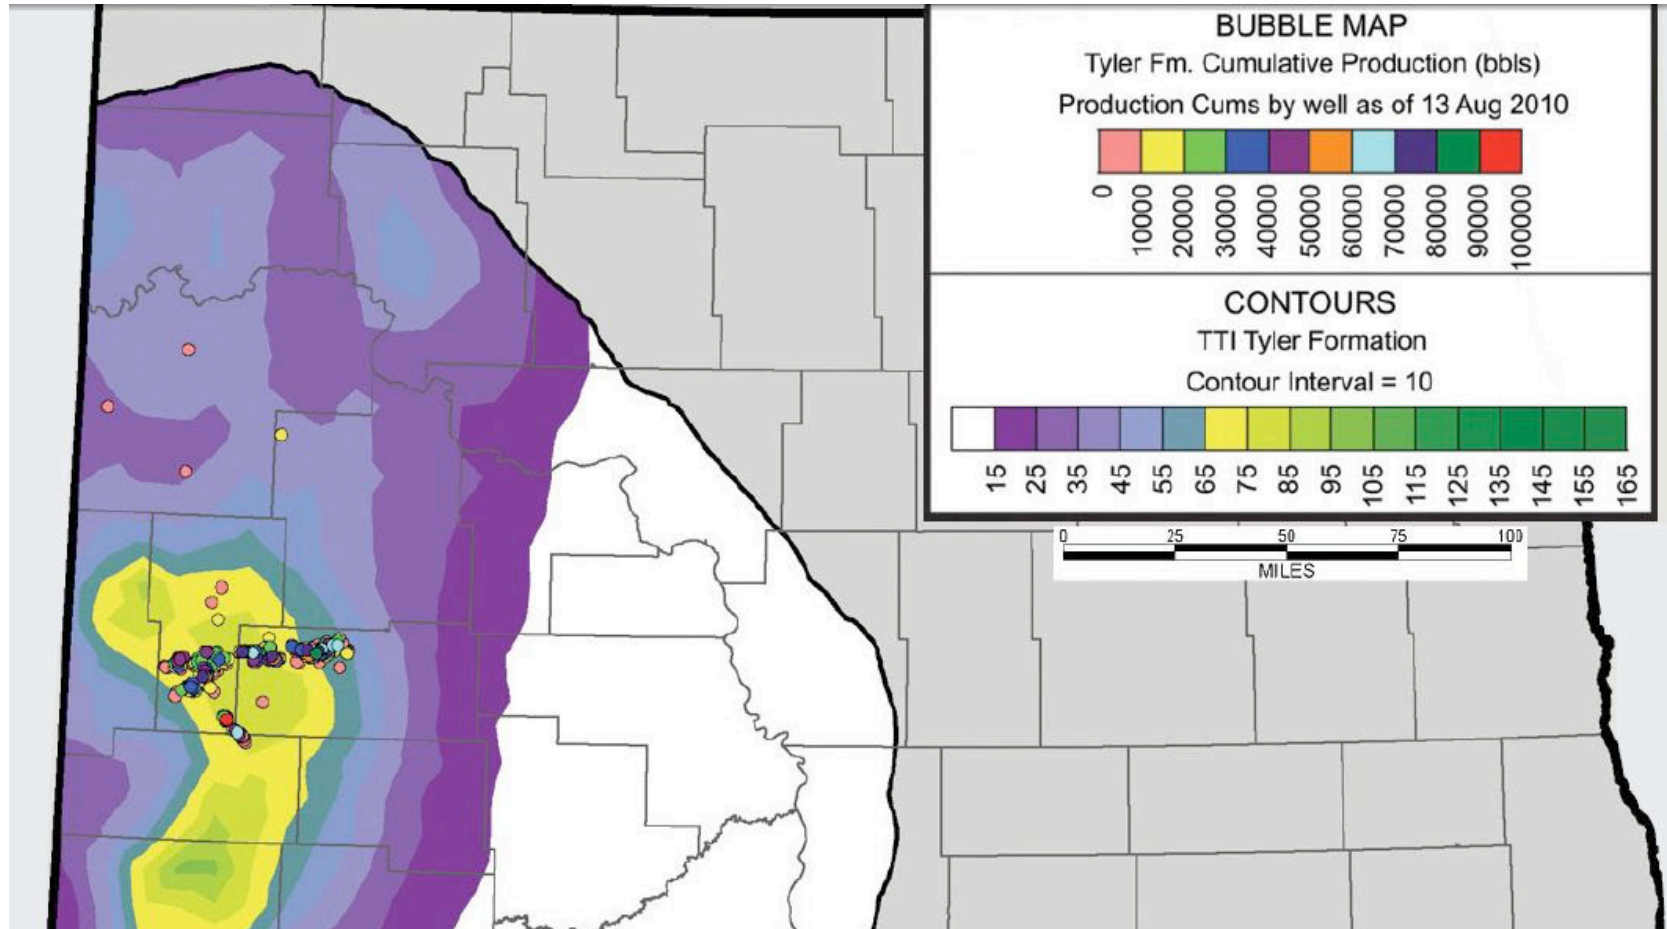 BUBBLE MAP
Tyler Fm. Cumulative Production (bbls)
Production Cums by well as of 13 Aug 2010
0 10000 20000 30000 40000 50000 60000 70000 80000 90000 100000
CONTOURS
TTI Tyler Formation
Contour Interval = 10
15 25 35 45 55 65 75 85 95 105 115 125 135 145 155 165
0 25 50 75 100
MILES